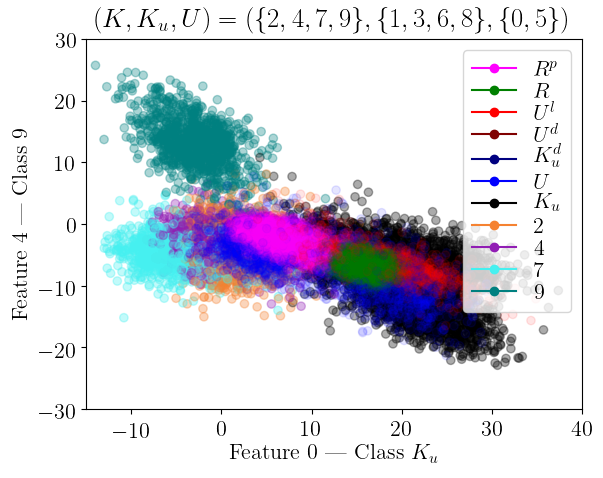 (K, K_u, U) = ({2, 4, 7, 9}, {1, 3, 6, 8}, {0, 5})
Feature 4 — Class 9
30
20
10
0
−10
−20
−30
R^p
R
U^l
U^d
K_u^d
U
K_u
2
4
7
9
−10 0 10 20 30 40
Feature 0 — Class K_u